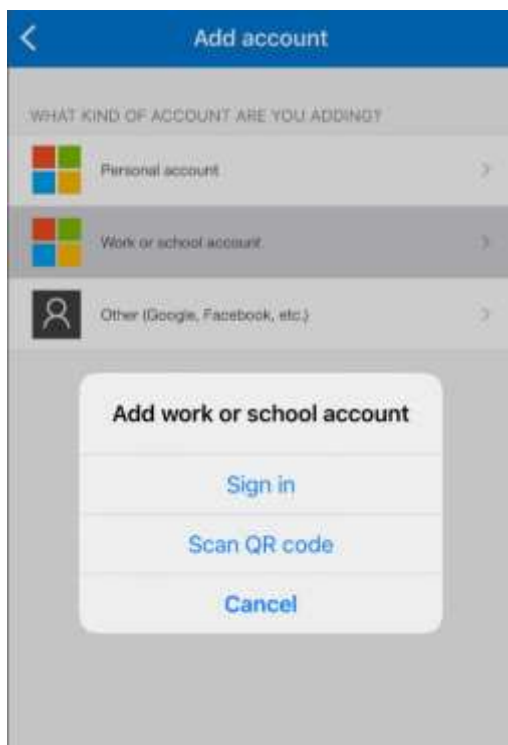 Add account
WHAT KIND OF ACCOUNT ARE YOU ADDING?
Personal account
Work or school account
Other (Google, Facebook, etc.)
Add work or school account
Sign in
Scan QR code
Cancel